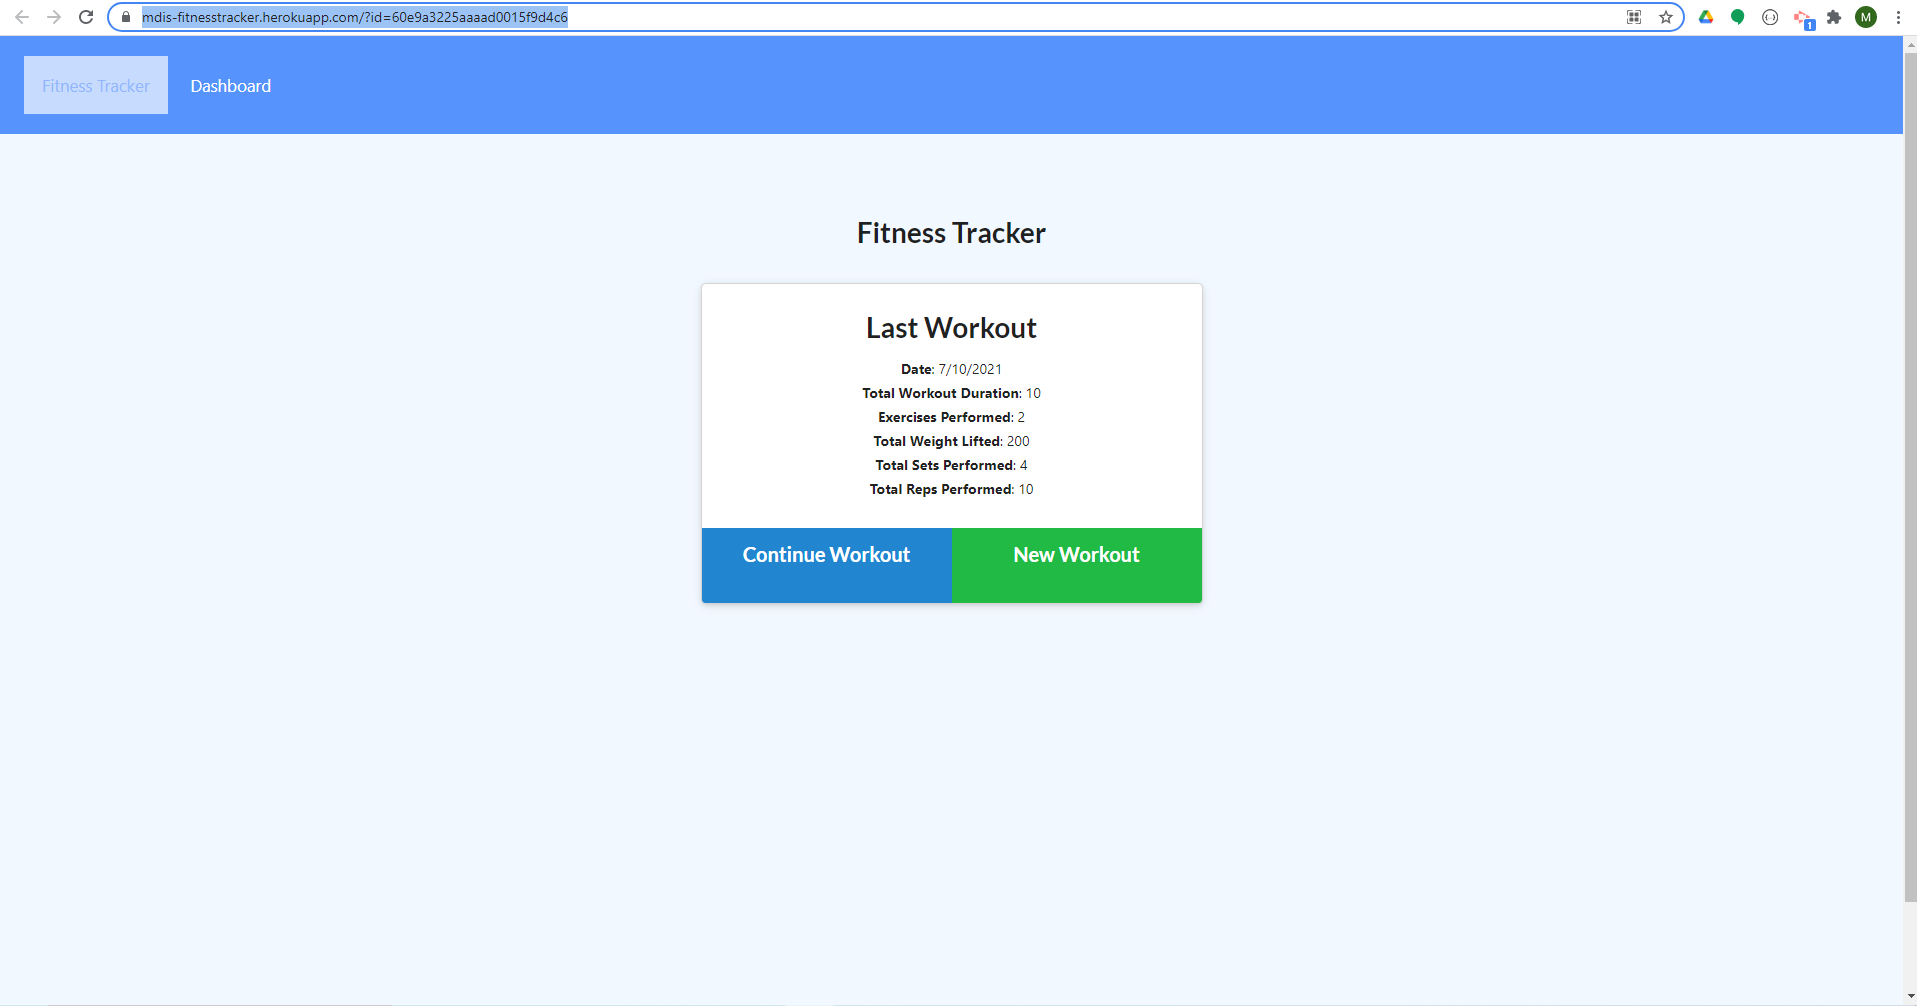 mdis-fitnesstracker.herokuapp.com/?id=60e9a3225aaaad0015f9d4c6
1
M
Fitness Tracker
Dashboard
Fitness Tracker
Last Workout
Date: 7/10/2021
Total Workout Duration: 10
Exercises Performed: 2
Total Weight Lifted: 200
Total Sets Performed: 4
Total Reps Performed: 10
Continue Workout
New Workout